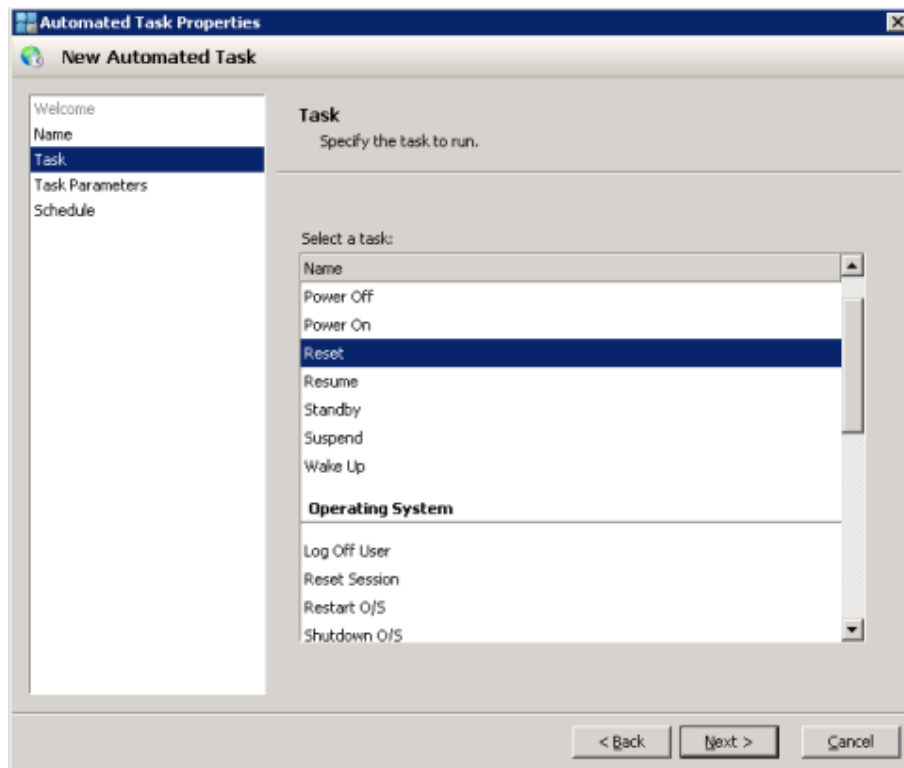 Automated Task Properties
New Automated Task
Welcome
Name
Task
Task Parameters
Schedule
Task
Specify the task to run.
Select a task:
Name
Power Off
Power On
Reset
Resume
Standby
Suspend
Wake Up
Operating System
Log Off User
Reset Session
Restart O/S
Shutdown O/S
< Back
Next >
Cancel